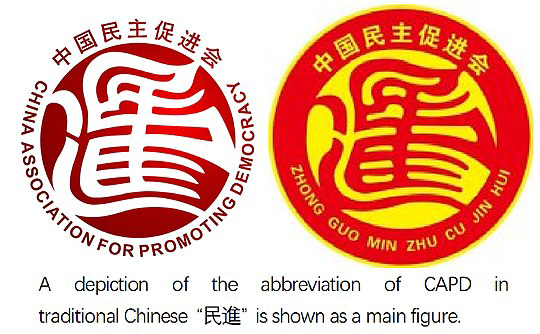 中国民主促进会
CHINA ASSOCIATION FOR PROMOTING DEMOCRACY
中国民主促进会
ZHONG GUO MIN ZHU CU JIN HUI
A depiction of the abbreviation of CAPD in
traditional Chinese “民進” is shown as a main figure.